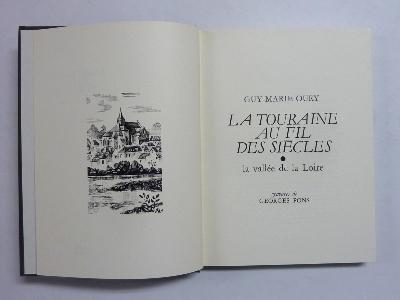 GUY MARIE OURY
LA TOURAINE
AU FIL
DES SIÈCLES
la vallée de la Loire
GEORGES PONS